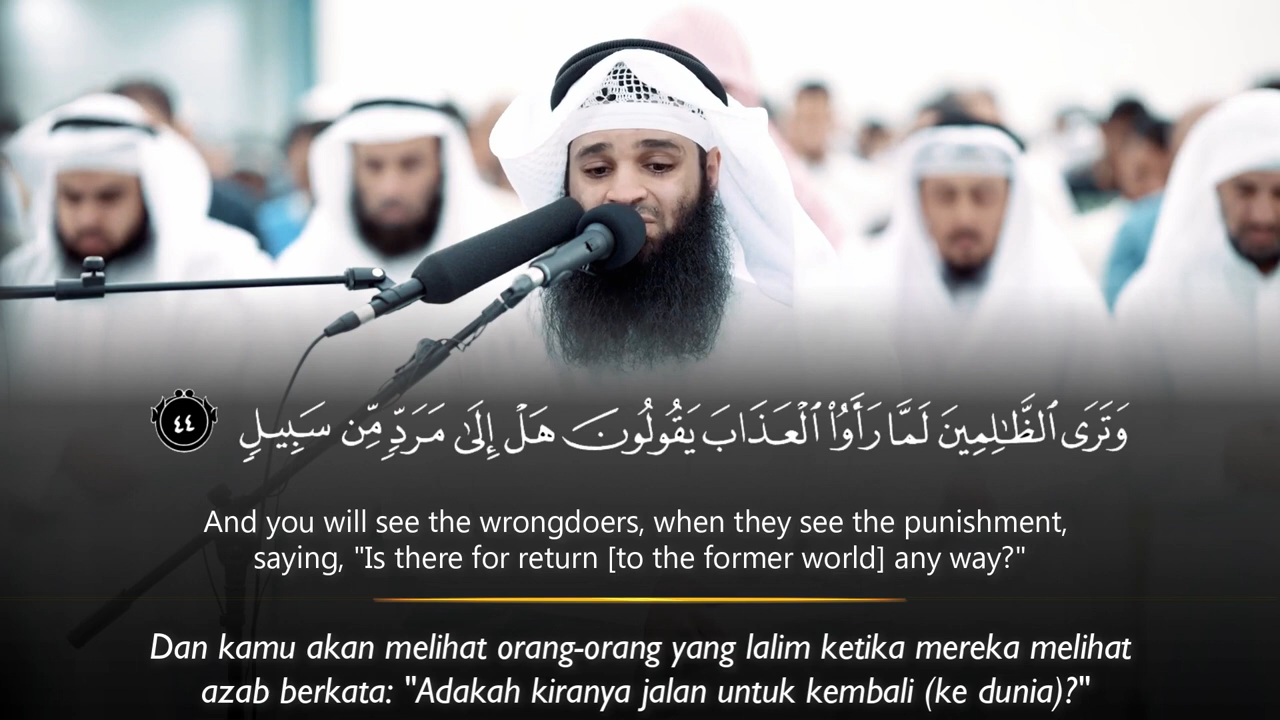 وَتَرَى ٱلظَّـٰلِمِينَ لَمَّا رَأَوُا۟ ٱلْعَذَابَ يَقُولُونَ هَلْ إِلَىٰ مَرَدٍّ مِّن سَبِيلٍ ٤٤
And you will see the wrongdoers, when they see the punishment,
saying, "Is there for return [to the former world] any way?"
Dan kamu akan melihat orang-orang yang lalim ketika mereka melihat
azab berkata: "Adakah kiranya jalan untuk kembali (ke dunia)?"